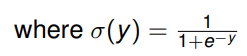 where σ(y) = 1/(1+e^{-y})